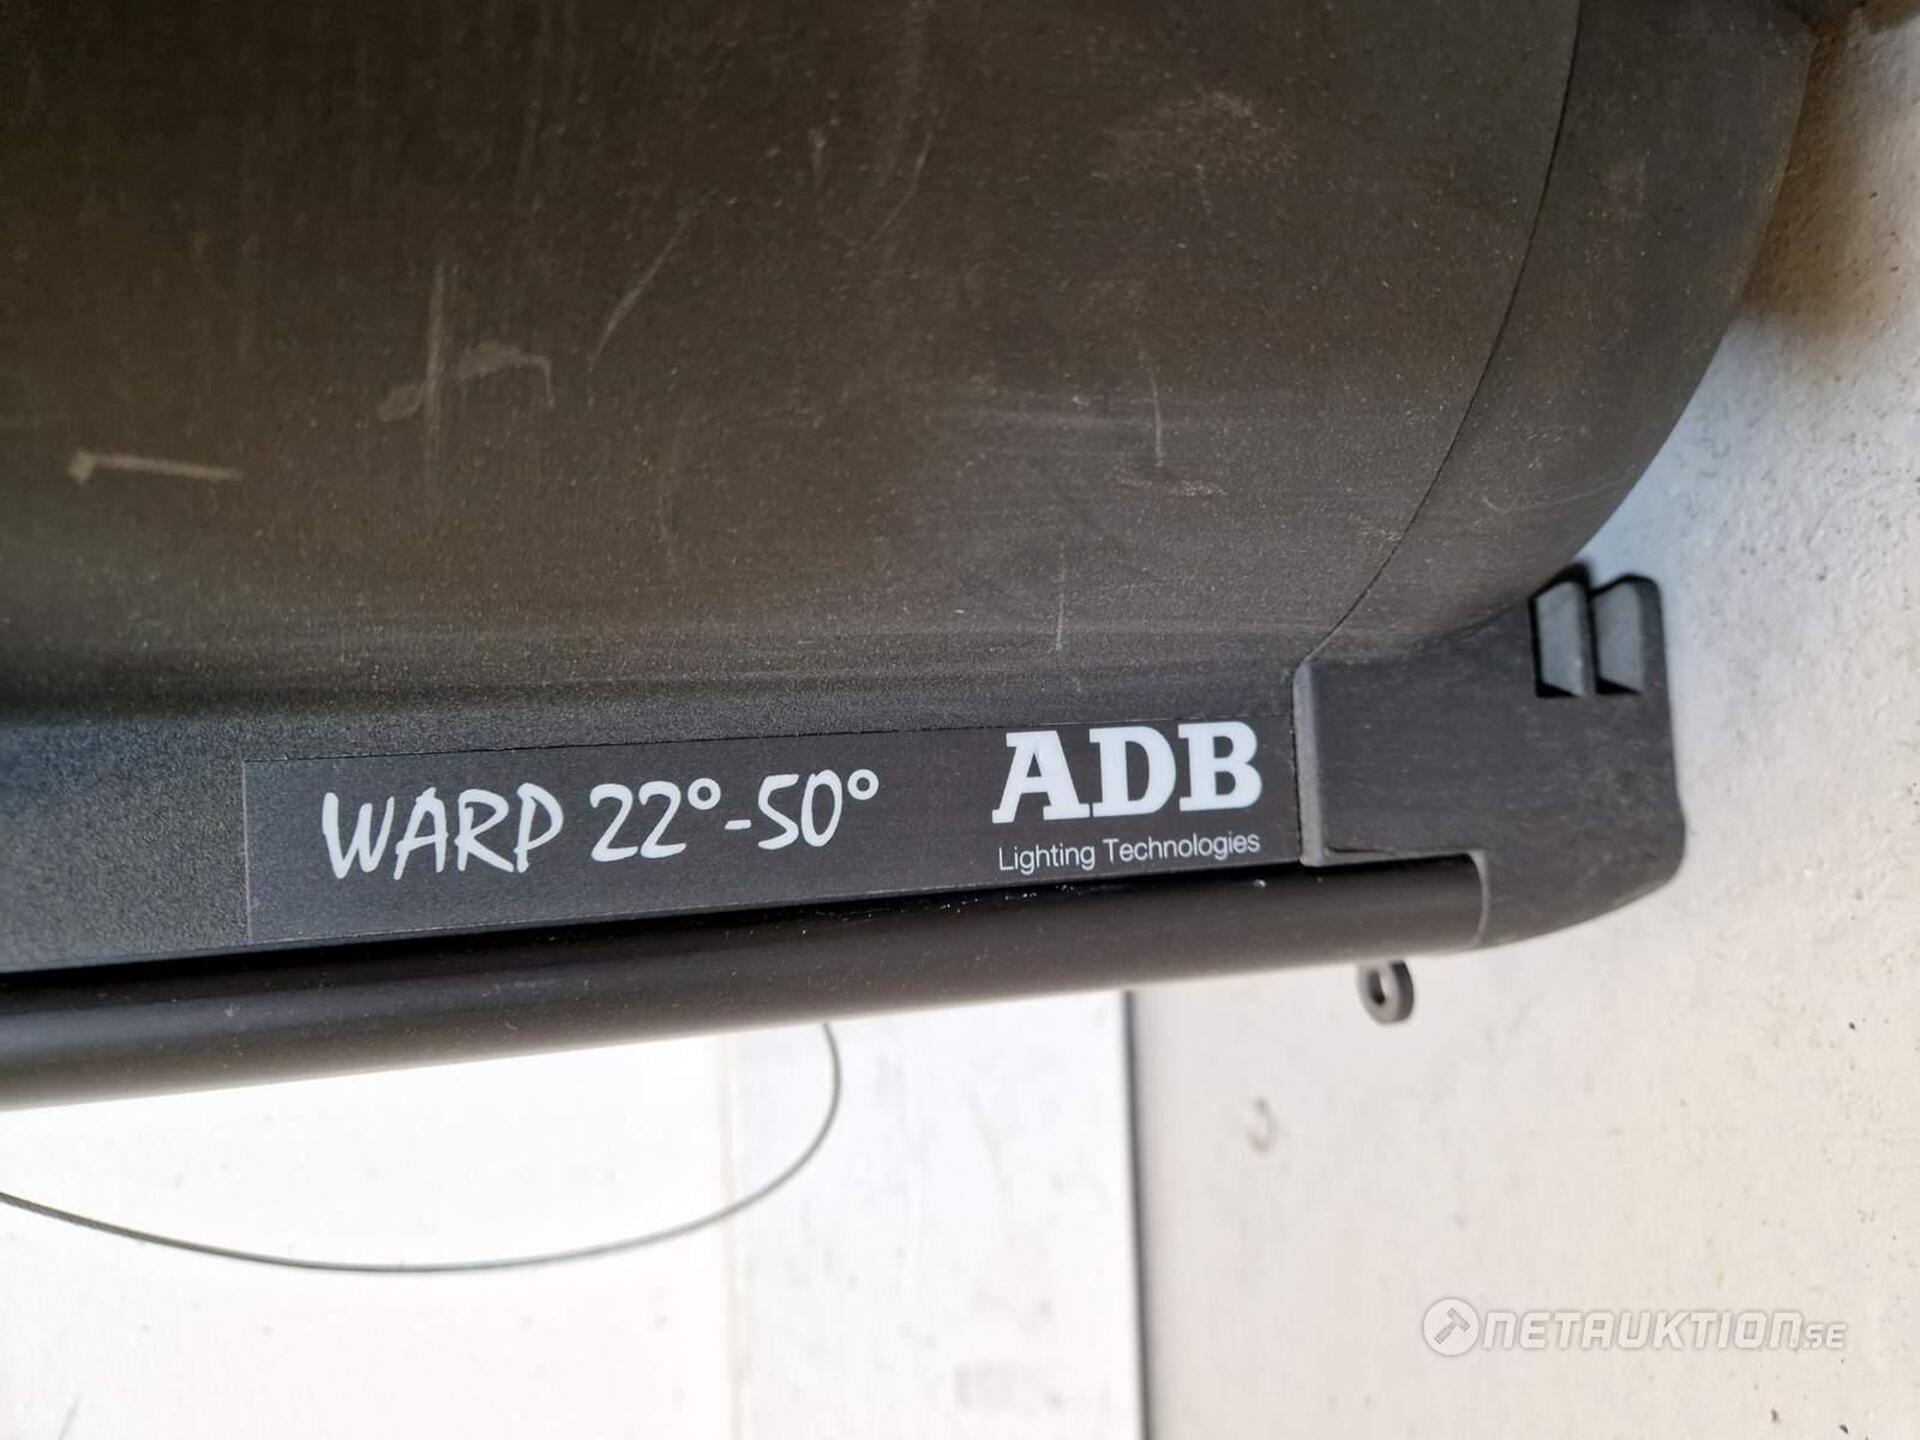 WARP 22°-50°
ADB
Lighting Technologies
NETAUKTION.SE